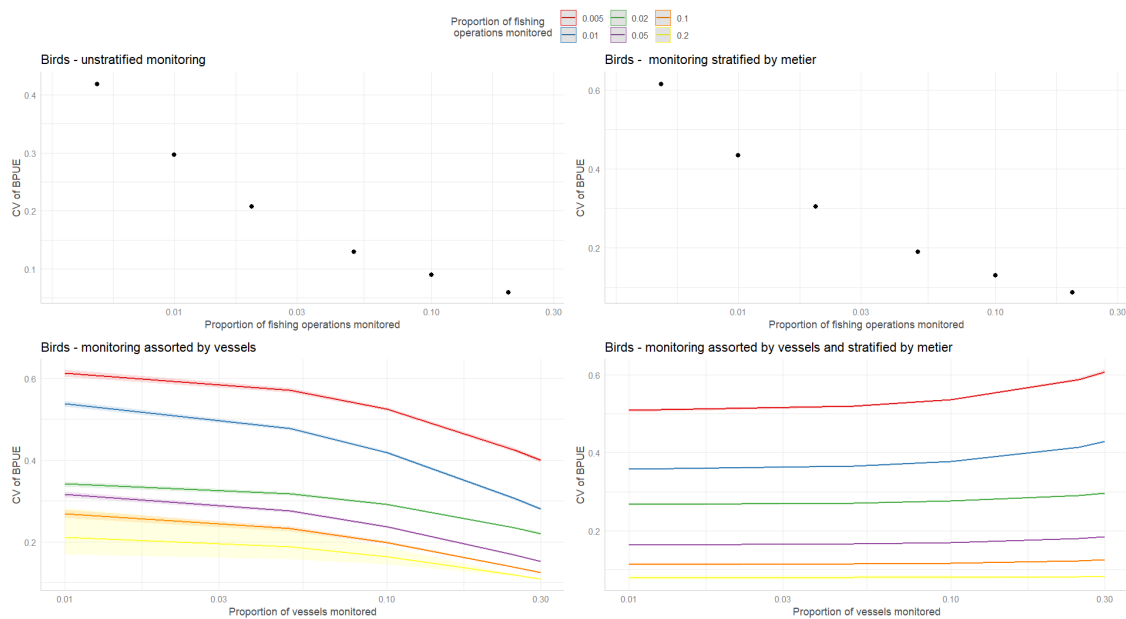 Proportion of fishing
operations monitored
0.005
0.02
0.1
0.01
0.05
0.2
Birds - unstratified monitoring
CV of BPUE
0.4
0.3
0.2
0.1
0.01
0.03
0.10
0.30
Proportion of fishing operations monitored
Birds -  monitoring stratified by metier
CV of BPUE
0.6
0.4
0.2
0.01
0.03
0.10
0.30
Proportion of fishing operations monitored
Birds - monitoring assorted by vessels
CV of BPUE
0.6
0.4
0.2
0.01
0.03
0.10
0.30
Proportion of vessels monitored
Birds - monitoring assorted by vessels and stratified by metier
CV of BPUE
0.6
0.4
0.2
0.01
0.03
0.10
0.30
Proportion of vessels monitored